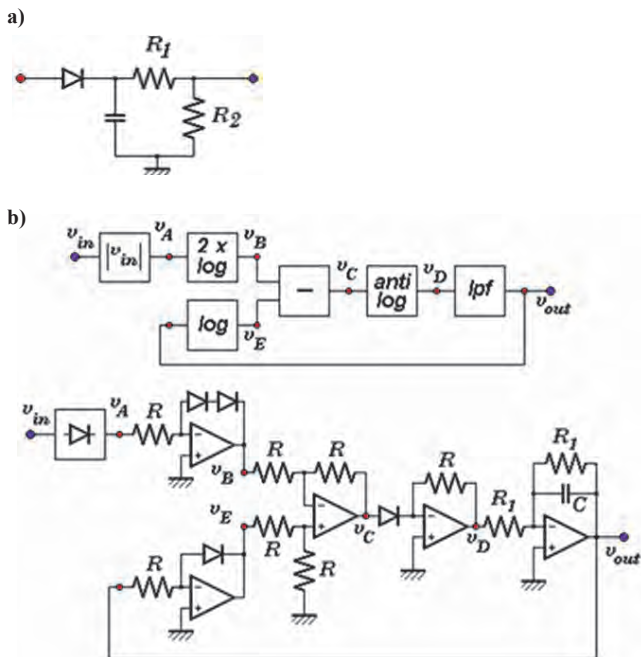 a)
R1
R2
b)
vin
|vin|
vA
2 x
log
vB
−
vC
anti
log
vD
lpf
vout
log
vE
vin
vA
R
vB
R
R
vE
R
R
vC
R
vD
R1
R1
C
vout
R